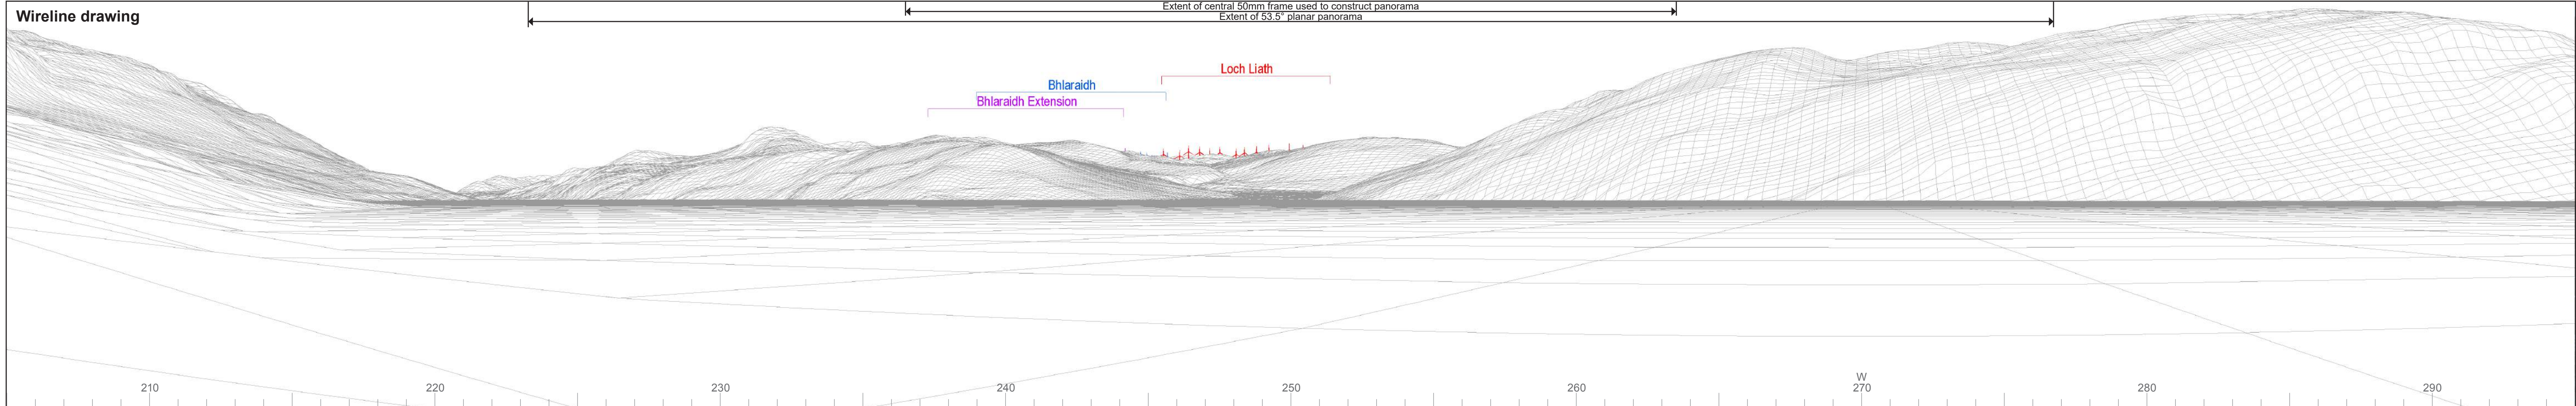 Wireline drawing
Extent of central 50mm frame used to construct panorama
Extent of 53.5° planar panorama
Loch Liath
Bhlaraidh
Bhlaraidh Extension
W
210 220 230 240 250 260 270 280 290